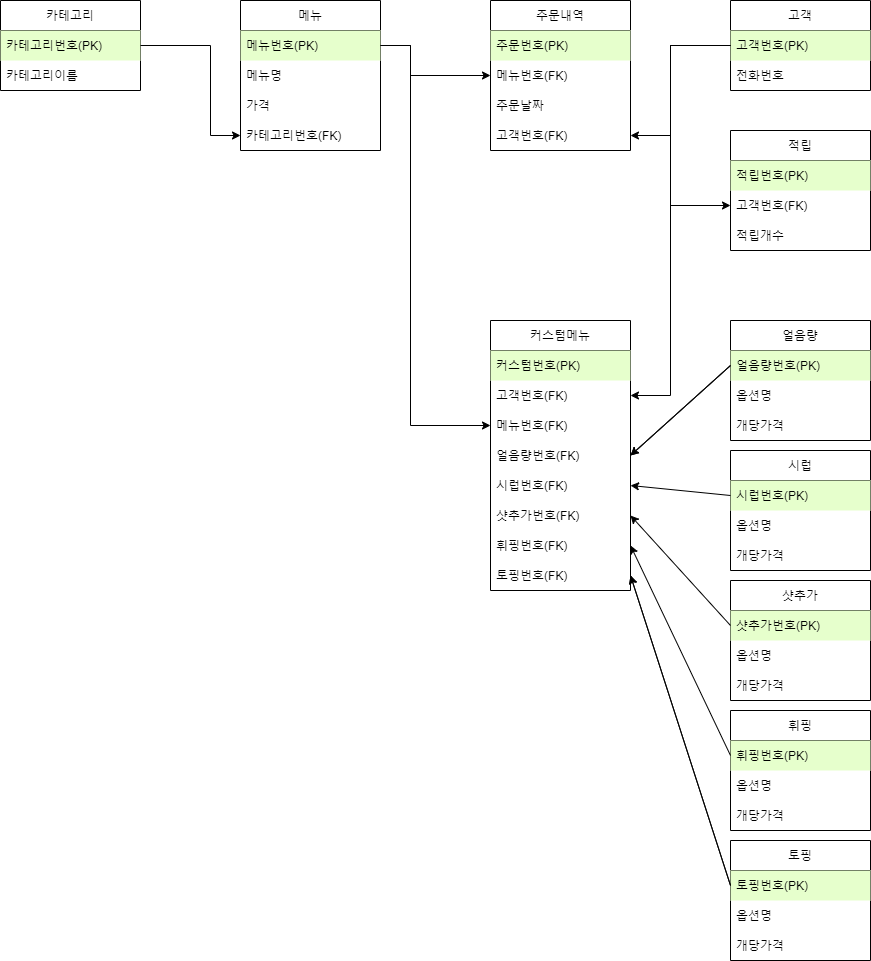 카테고리
카테고리번호(PK)
카테고리이름
메뉴
메뉴번호(PK)
메뉴명
가격
카테고리번호(FK)
주문내역
주문번호(PK)
메뉴번호(FK)
주문날짜
고객번호(FK)
고객
고객번호(PK)
전화번호
적립
적립번호(PK)
고객번호(FK)
적립개수
커스텀메뉴
커스텀번호(PK)
고객번호(FK)
메뉴번호(FK)
얼음량번호(FK)
시럽번호(FK)
샷추가번호(FK)
휘핑번호(FK)
토핑번호(FK)
얼음량
얼음량번호(PK)
옵션명
개당가격
시럽
시럽번호(PK)
옵션명
개당가격
샷추가
샷추가번호(PK)
옵션명
개당가격
휘핑
휘핑번호(PK)
옵션명
개당가격
토핑
토핑번호(PK)
옵션명
개당가격